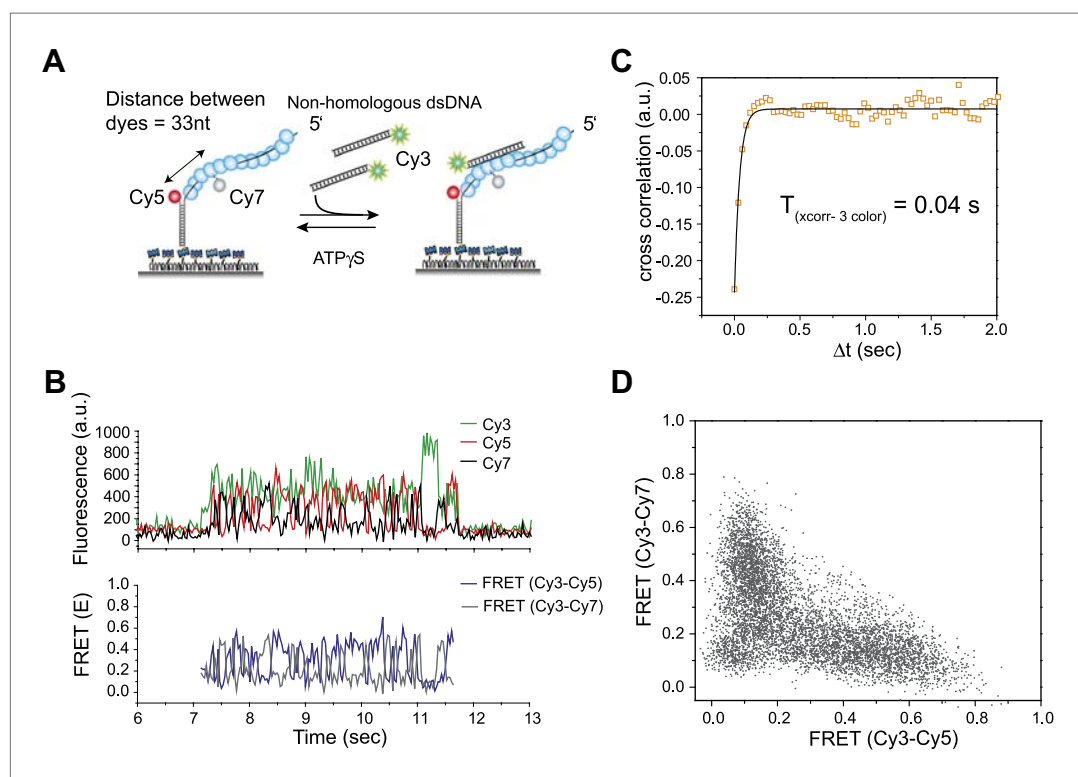 A
Distance between
dyes = 33nt
Non-homologous dsDNA
5‘
5‘
Cy3
Cy5
Cy7
ATPγS
B
Fluorescence (a.u.)
1000
800
600
400
200
0
Cy3
Cy5
Cy7
FRET (E)
1.0
0.8
0.6
0.4
0.2
0.0
FRET (Cy3-Cy5)
FRET (Cy3-Cy7)
6 7 8 9 10 11 12 13
Time (sec)
C
cross correlation (a.u.)
0.05
0.00
-0.05
-0.10
-0.15
-0.20
-0.25
T(xcorr- 3 color) = 0.04 s
0.0 0.5 1.0 1.5 2.0
Δt (sec)
D
FRET (Cy3-Cy7)
1.0
0.8
0.6
0.4
0.2
0.0
0.0 0.2 0.4 0.6 0.8 1.0
FRET (Cy3-Cy5)